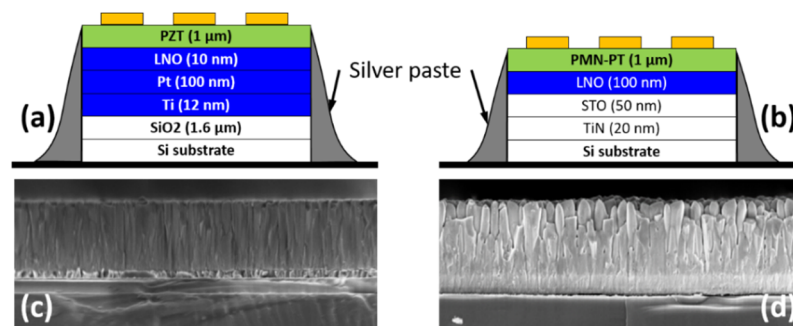 (a)
PZT (1 μm)
LNO (10 nm)
Pt (100 nm)
Ti (12 nm)
SiO2 (1.6 μm)
Si substrate
Silver paste
(b)
PMN-PT (1 μm)
LNO (100 nm)
STO (50 nm)
TiN (20 nm)
Si substrate
(c)
(d)